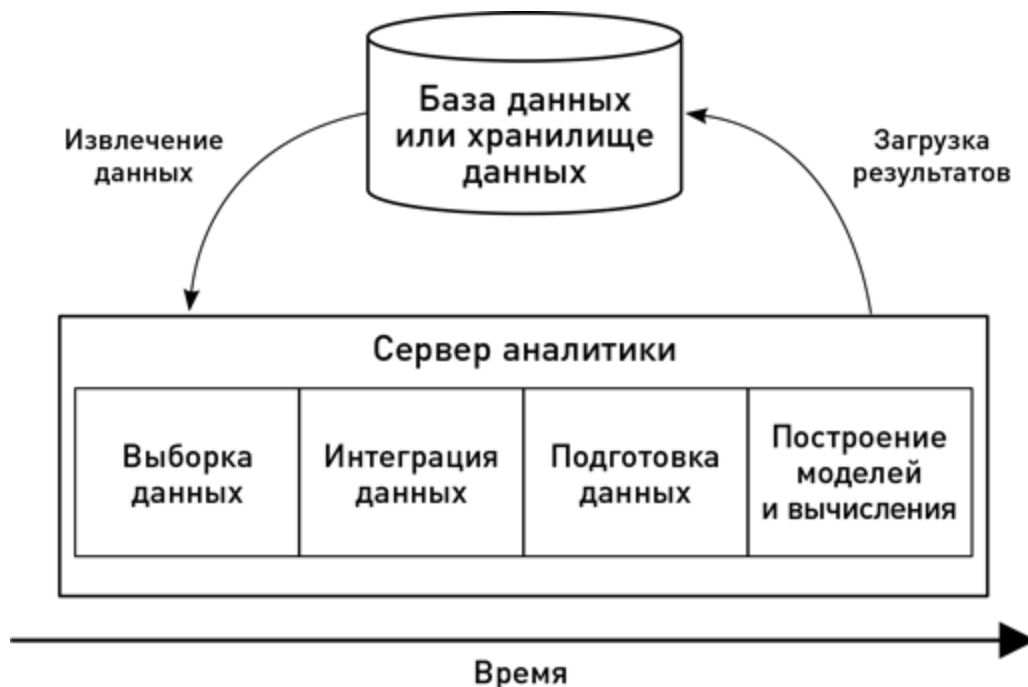 База данных
или хранилище
данных
Извлечение
данных
Загрузка
результатов
Сервер аналитики
Выборка
данных
Интеграция
данных
Подготовка
данных
Построение
моделей
и вычисления
Время